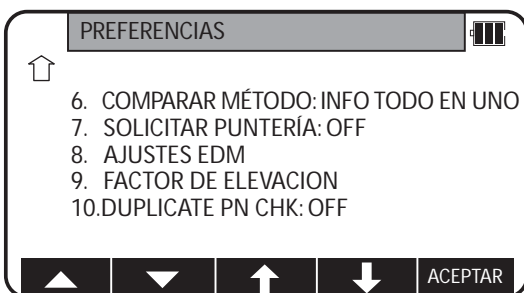 PREFERENCIAS
6. COMPARAR MÉTODO: INFO TODO EN UNO
7. SOLICITAR PUNTERÍA: OFF
8. AJUSTES EDM
9. FACTOR DE ELEVACION
10.DUPLICATE PN CHK: OFF
ACEPTAR